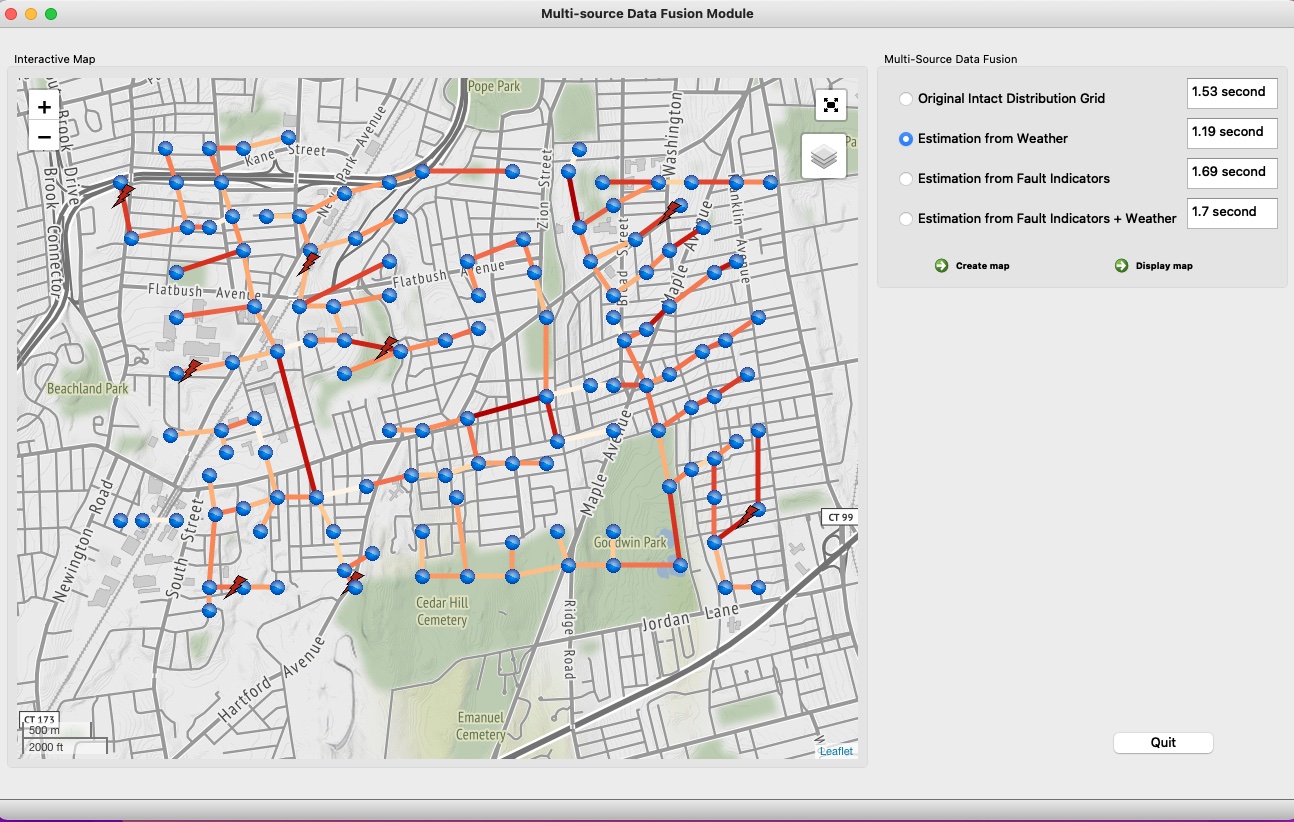 Multi-source Data Fusion Module
Interactive Map
Multi-Source Data Fusion
+
−
Pope Park
Original Intact Distribution Grid
1.53 second
Estimation from Weather
1.19 second
Estimation from Fault Indicators
1.69 second
Estimation from Fault Indicators + Weather
1.7 second
Create map
Display map
Brook Drive
Brook Connector
Kane Street
New Park Avenue
Zion Street
Washington
Broad Street
Maple Avenue
Franklin Avenue
Flatbush Avenue
Flatbush Avenue
Beachland Park
Maple Avenue
Newington Road
South Street
CT 99
Goodwin Park
Cedar Hill
Cemetery
Ridge Road
Jordan Lane
Hartford Avenue
Emanuel
Cemetery
CT 173
500 m
2000 ft
Leaflet
Quit